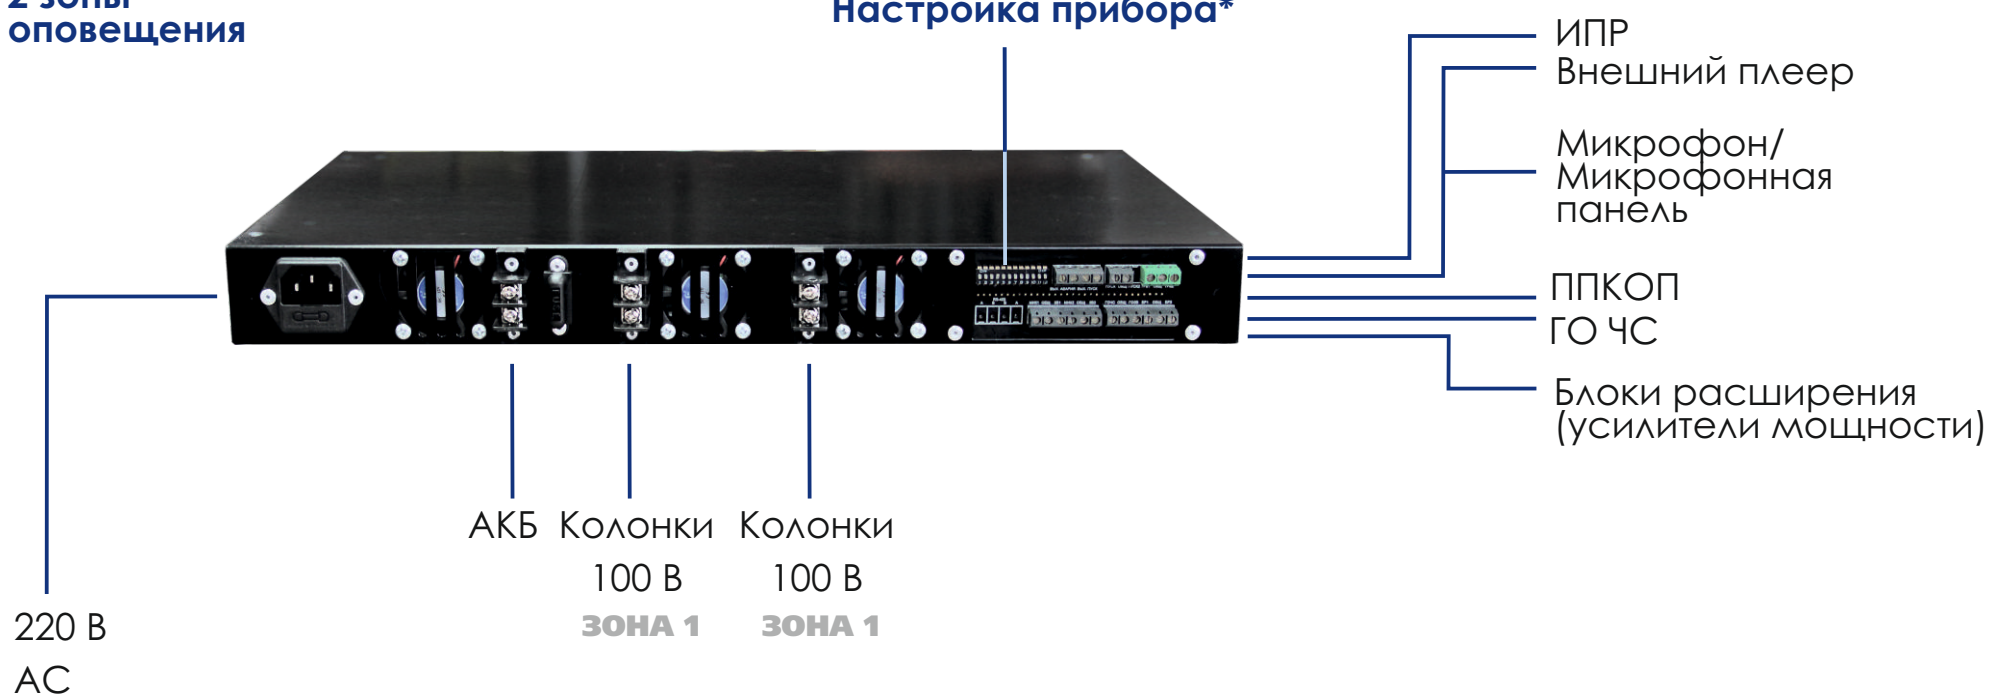 2 зоны
оповещения
Настройка прибора*
ИПР
Внешний плеер
Микрофон/
Микрофонная
панель
ППКОП
ГО ЧС
Блоки расширения
(усилители мощности)
АКБ
Колонки
100 В
ЗОНА 1
Колонки
100 В
ЗОНА 1
220 В
АС